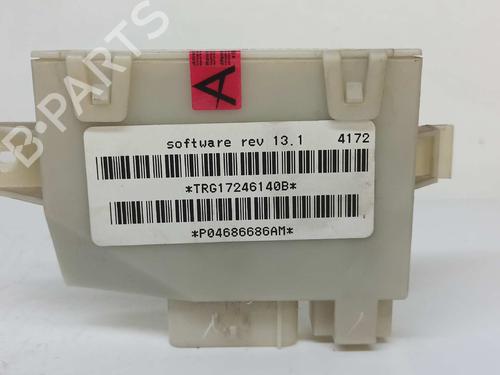 B-PARTS
A
software rev 13.1 4172
*TRG17246140B*
*P04686686AM*